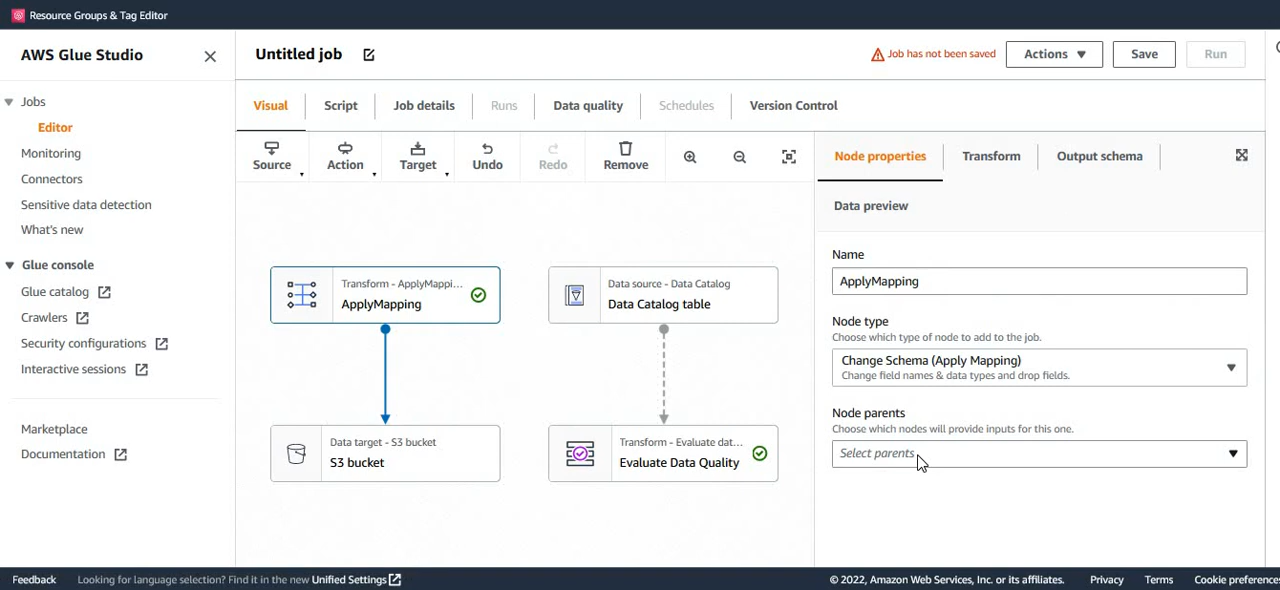 Resource Groups & Tag Editor
AWS Glue Studio
Jobs
Editor
Monitoring
Connectors
Sensitive data detection
What's new
Glue console
Glue catalog
Crawlers
Security configurations
Interactive sessions
Marketplace
Documentation
Untitled job
Job has not been saved
Actions
Save
Run
Visual
Script
Job details
Runs
Data quality
Schedules
Version Control
Source
Action
Target
Undo
Redo
Remove
Transform - ApplyMappi...
ApplyMapping
Data source - Data Catalog
Data Catalog table
Data target - S3 bucket
S3 bucket
Transform - Evaluate dat...
Evaluate Data Quality
Node properties
Transform
Output schema
Data preview
Name
ApplyMapping
Node type
Choose which type of node to add to the job.
Change Schema (Apply Mapping)
Change field names & data types and drop fields.
Node parents
Choose which nodes will provide inputs for this one.
Select parents
Feedback
Looking for language selection? Find it in the new Unified Settings
© 2022, Amazon Web Services, Inc. or its affiliates.
Privacy
Terms
Cookie preferences